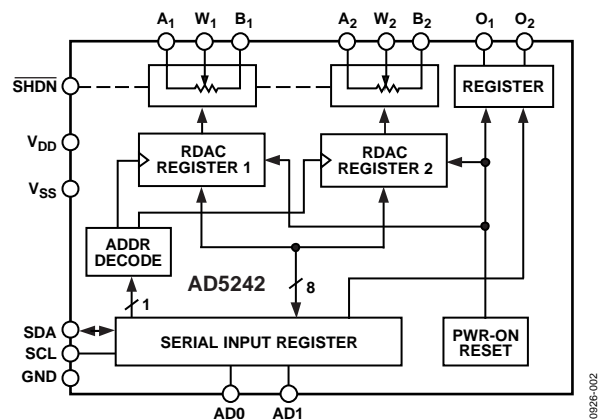 A1 W1 B1 A2 W2 B2 O1 O2
SHDN
REGISTER
VDD
RDAC
REGISTER 1
RDAC
REGISTER 2
VSS
ADDR
DECODE
AD5242
8
1
SDA
SCL
GND
SERIAL INPUT REGISTER
PWR-ON
RESET
AD0 AD1
0926-002